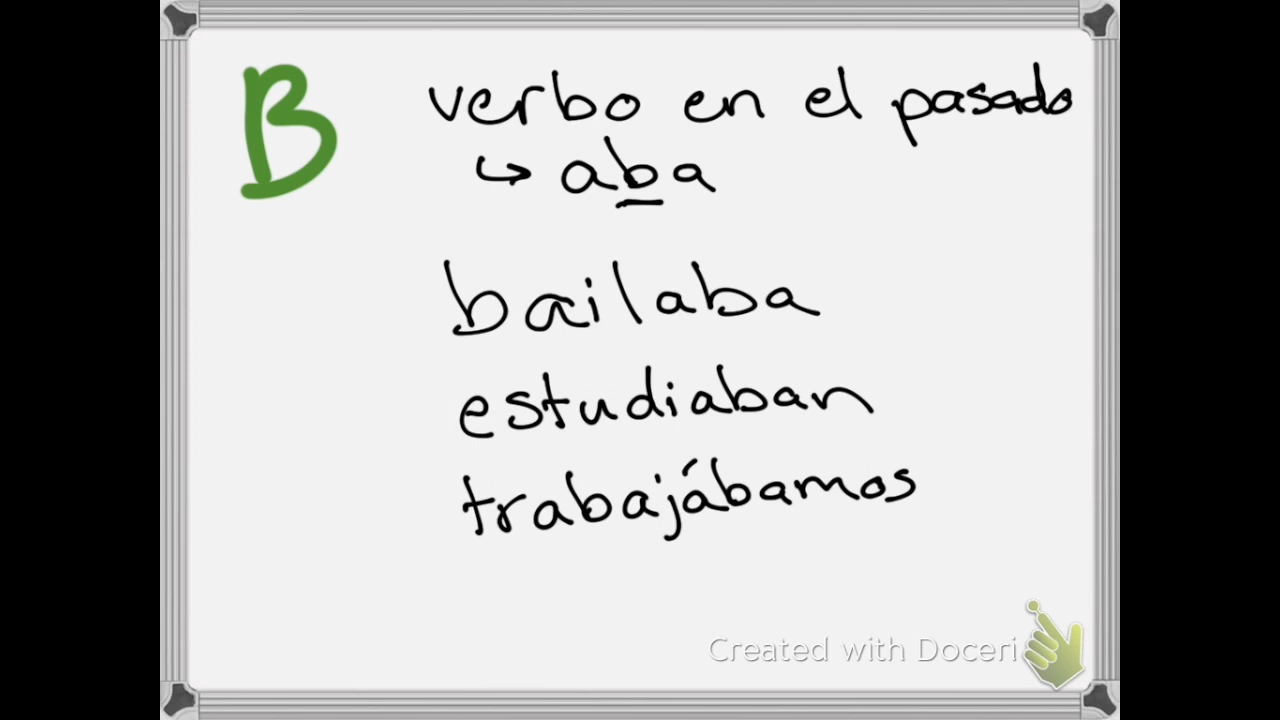 B verbo en el pasado
↪ aba
bailaba
estudiaban
trabajábamos
Created with Doceri